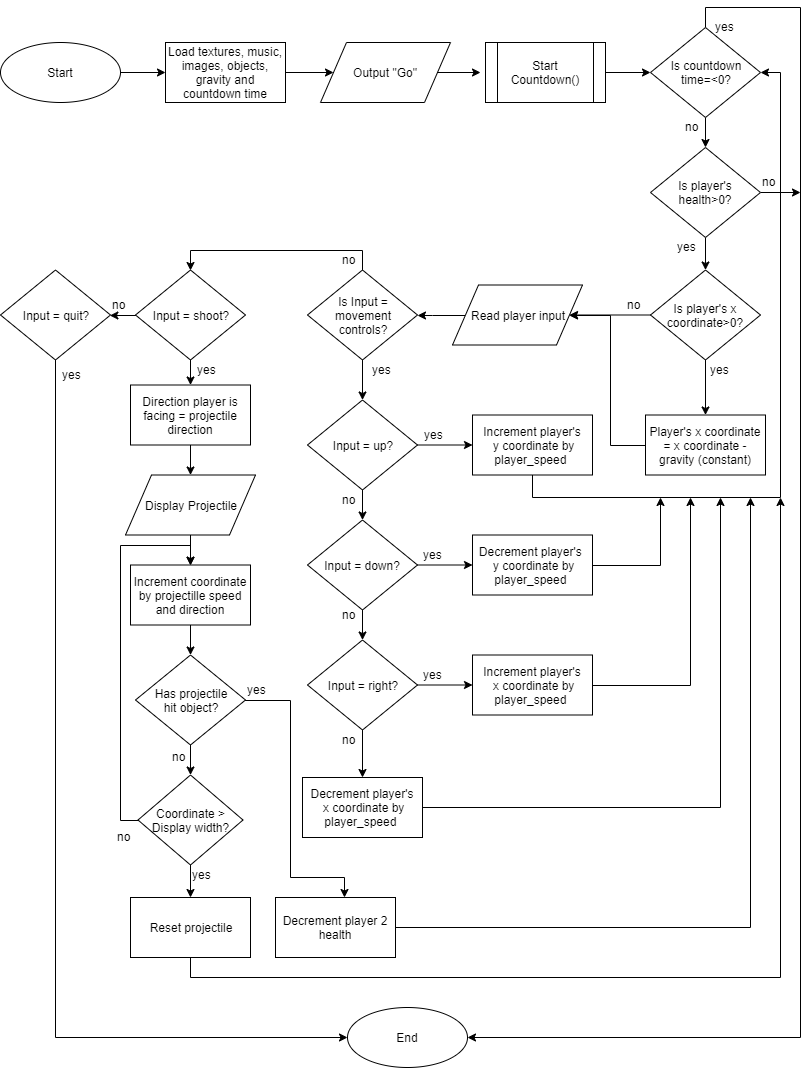 Start
Load textures, music,
images, objects,
gravity and
countdown time
Output "Go"
Start
Countdown()
yes
Is countdown
time=<0?
no
Is player's
health>0?
no
yes
Is player's x
coordinate>0?
no
yes
Player's x coordinate
= x coordinate -
gravity (constant)
Read player input
Is Input =
movement
controls?
no
yes
Input = shoot?
no
yes
Input = quit?
yes
Direction player is
facing = projectile
direction
Display Projectile
Increment coordinate
by projectille speed
and direction
Has projectile
hit object?
yes
no
Coordinate >
Display width?
no
yes
Reset projectile
Decrement player 2
health
Input = up?
yes
no
Increment player's
y coordinate by
player_speed
Input = down?
yes
no
Decrement player's
y coordinate by
player_speed
Input = right?
yes
no
Increment player's
x coordinate by
player_speed
Decrement player's
x coordinate by
player_speed
End